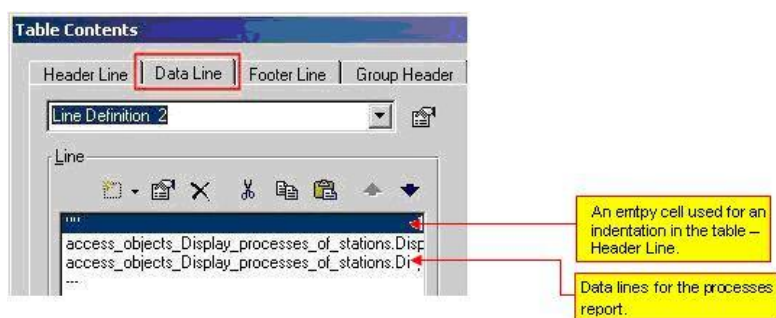 Table Contents
Header Line Data Line Footer Line Group Header
Line Definition 2
Line
""
access_objects_Display_processes_of_stations.Disp
access_objects_Display_processes_of_stations.Di
---
An emtpy cell used for an
indentation in the table –
Header Line.
Data lines for the processes
report.